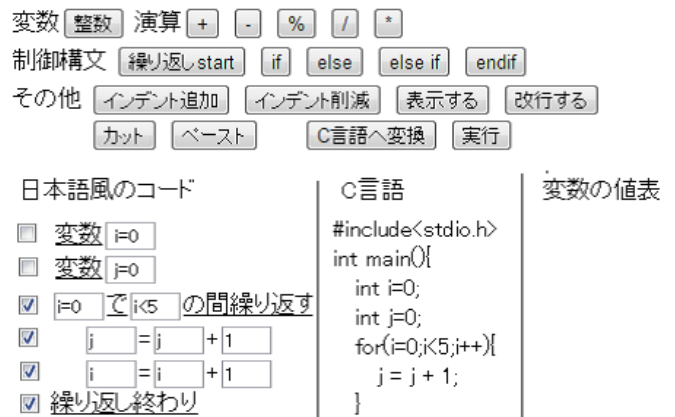 変数 整数 演算 + - % / *
制御構文 繰り返しstart if else else if endif
その他 インデント追加 インデント削減 表示する 改行する
カット ペースト C言語へ変換 実行
日本語風のコード
変数 i=0
変数 j=0
i=0 で i<5 の間繰り返す
j = j + 1
i = i + 1
繰り返し終わり
C言語
#include<stdio.h>
int main(){
int i=0;
int j=0;
for(i=0;i<5;i++){
j = j + 1;
}
変数の値表